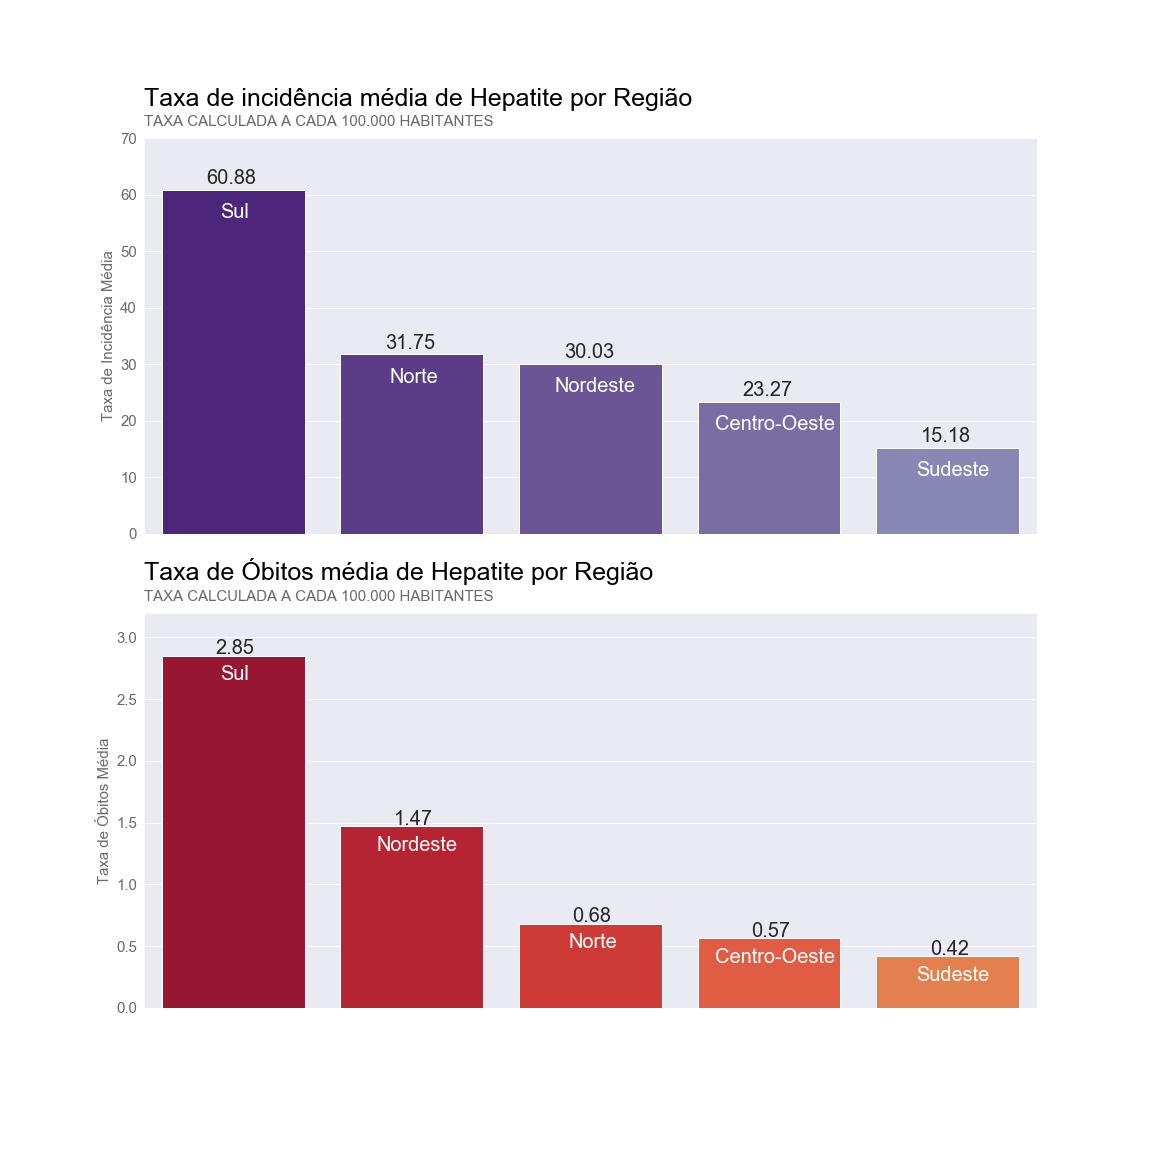 Taxa de incidência média de Hepatite por Região
TAXA CALCULADA A CADA 100.000 HABITANTES
Taxa de Incidência Média
70
60
50
40
30
20
10
0
60.88
Sul
31.75
Norte
30.03
Nordeste
23.27
Centro-Oeste
15.18
Sudeste
Taxa de Óbitos média de Hepatite por Região
TAXA CALCULADA A CADA 100.000 HABITANTES
Taxa de Óbitos Média
3.0
2.5
2.0
1.5
1.0
0.5
0.0
2.85
Sul
1.47
Nordeste
0.68
Norte
0.57
Centro-Oeste
0.42
Sudeste